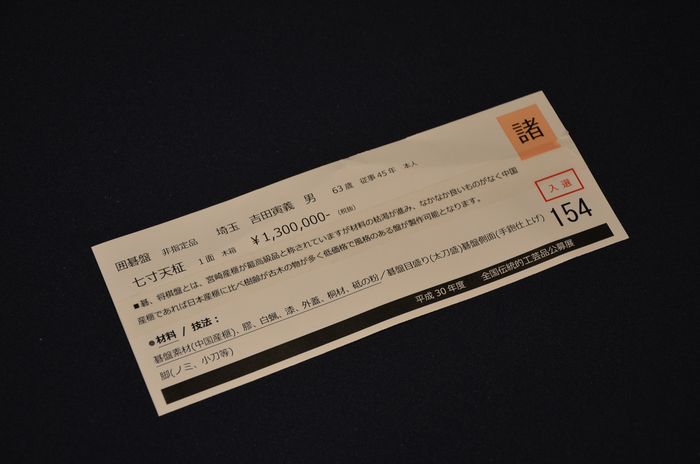 諸
囲碁盤 非指定品 埼玉 吉田寅義 男 63歳 従事45年 本人
七寸天柾 1面 木箱 ¥1,300,000- (税抜)
入選
154
■碁、将棋盤とは、宮崎産榧が最高級品と称されていますが材料の枯渇が進み、なかなか良いものがなく中国
産榧であれば日本産榧に比べ樹齢が古木の物が多く低価格で風格のある盤が製作可能となります。
●材料 / 技法：
碁盤素材(中国産榧)、膠、白蝋、漆、外蓋、桐材、砥の粉／碁盤目盛り(太刀盛)碁盤側面(手鉋仕上げ)
脚(ノミ、小刀等)
平成30年度 全国伝統的工芸品公募展